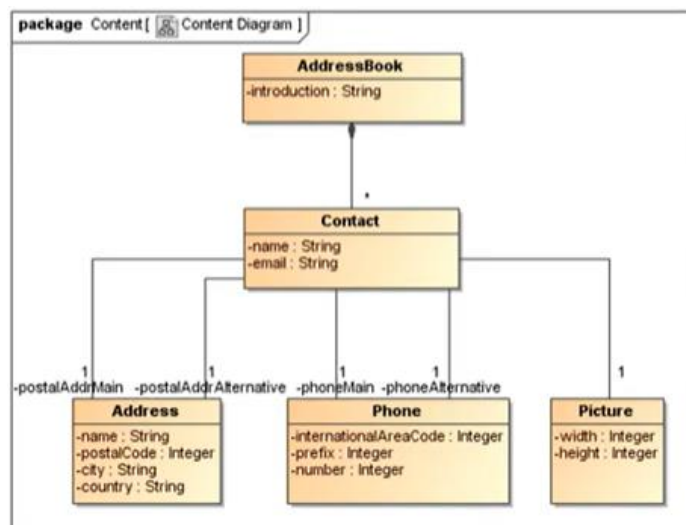 package Content [ Content Diagram ]
AddressBook
-introduction : String
*
Contact
-name : String
-email : String
1
1
1
1
1
-postalAddrMain
-postalAddrAlternative
-phoneMain
-phoneAlternative
Address
-name : String
-postalCode : Integer
-city : String
-country : String
Phone
-internationalAreaCode : Integer
-prefix : Integer
-number : Integer
Picture
-width : Integer
-height : Integer